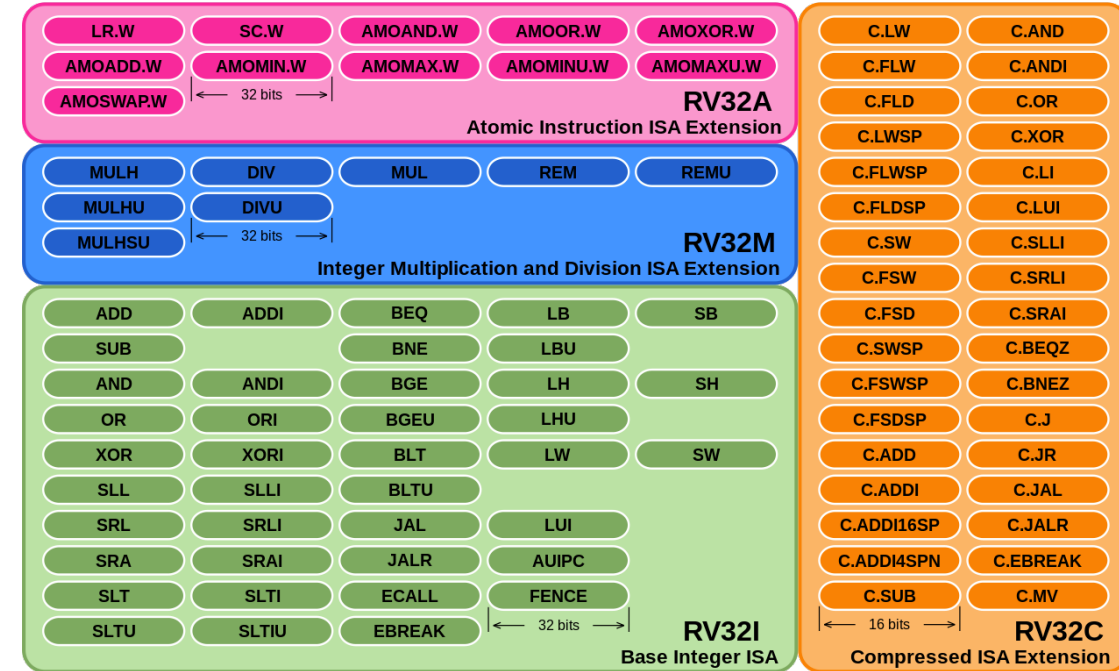 LR.W SC.W AMOAND.W AMOOR.W AMOXOR.W
AMOADD.W AMOMIN.W AMOMAX.W AMOMINU.W AMOMAXU.W
AMOSWAP.W 32 bits
RV32A
Atomic Instruction ISA Extension
MULH DIV MUL REM REMU
MULHU DIVU
MULHSU 32 bits
RV32M
Integer Multiplication and Division ISA Extension
ADD ADDI BEQ LB SB
SUB BNE LBU
AND ANDI BGE LH SH
OR ORI BGEU LHU
XOR XORI BLT LW SW
SLL SLLI BLTU
SRL SRLI JAL LUI
SRA SRAI JALR AUIPC
SLT SLTI ECALL FENCE
SLTU SLTIU EBREAK 32 bits
RV32I
Base Integer ISA
C.LW C.AND
C.FLW C.ANDI
C.FLD C.OR
C.LWSP C.XOR
C.FLWSP C.LI
C.FLDSP C.LUI
C.SW C.SLLI
C.FSW C.SRLI
C.FSD C.SRAI
C.SWSP C.BEQZ
C.FSWSP C.BNEZ
C.FSDSP C.J
C.ADD C.JR
C.ADDI C.JAL
C.ADDI16SP C.JALR
C.ADDI4SPN C.EBREAK
C.SUB C.MV
16 bits
RV32C
Compressed ISA Extension